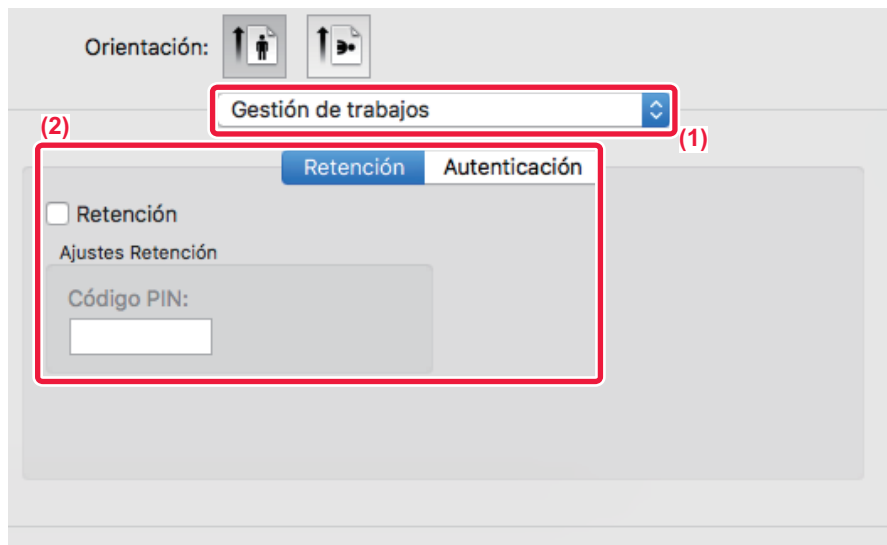 Orientación:
Gestión de trabajos
(1)
(2)
Retención Autenticación
Retención
Ajustes Retención
Código PIN: